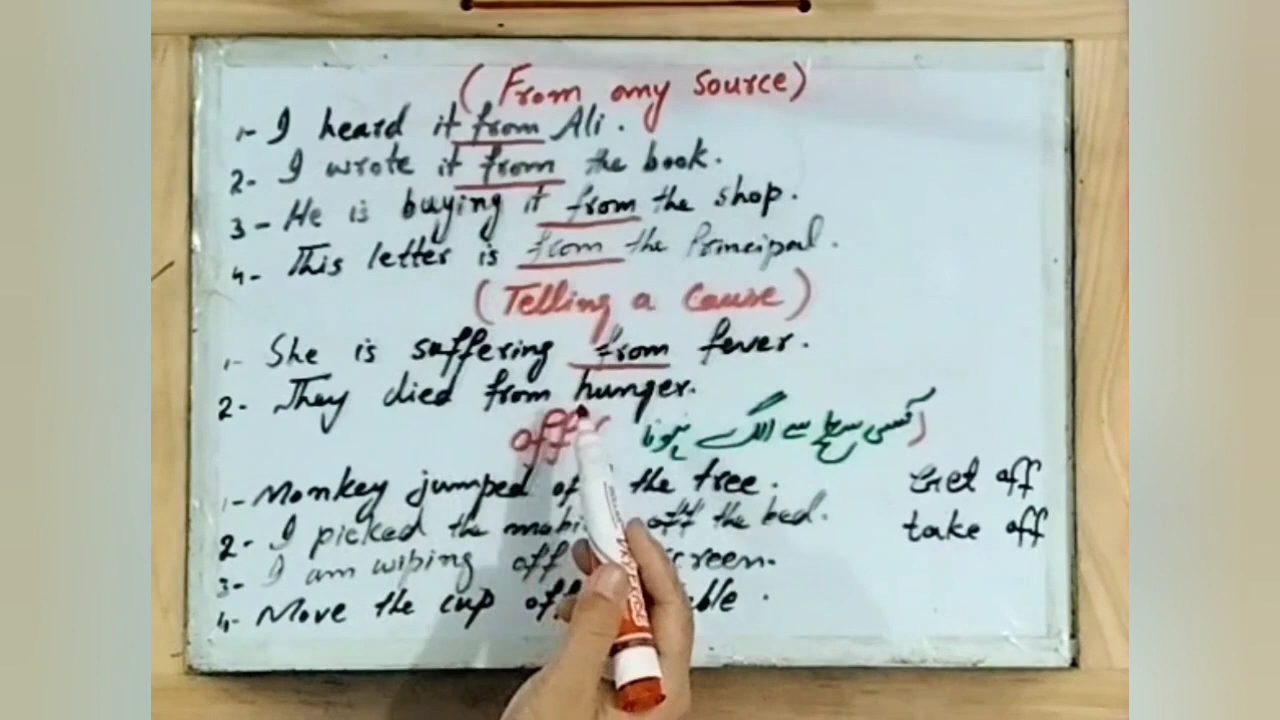 (From any source)
1- I heard it from Ali.
2- I wrote it from the book.
3- He is buying it from the shop.
4- This letter is from the Principal.
(Telling a cause)
1- She is suffering from fever.
2- They died from hunger.
off (کسی سطح سے الگ ہونا
1- Monkey jumped of the tree. Get off
2- I picked the mobi off the bed. take off
3- I am wiping off creen.
4- Move the cup of able.